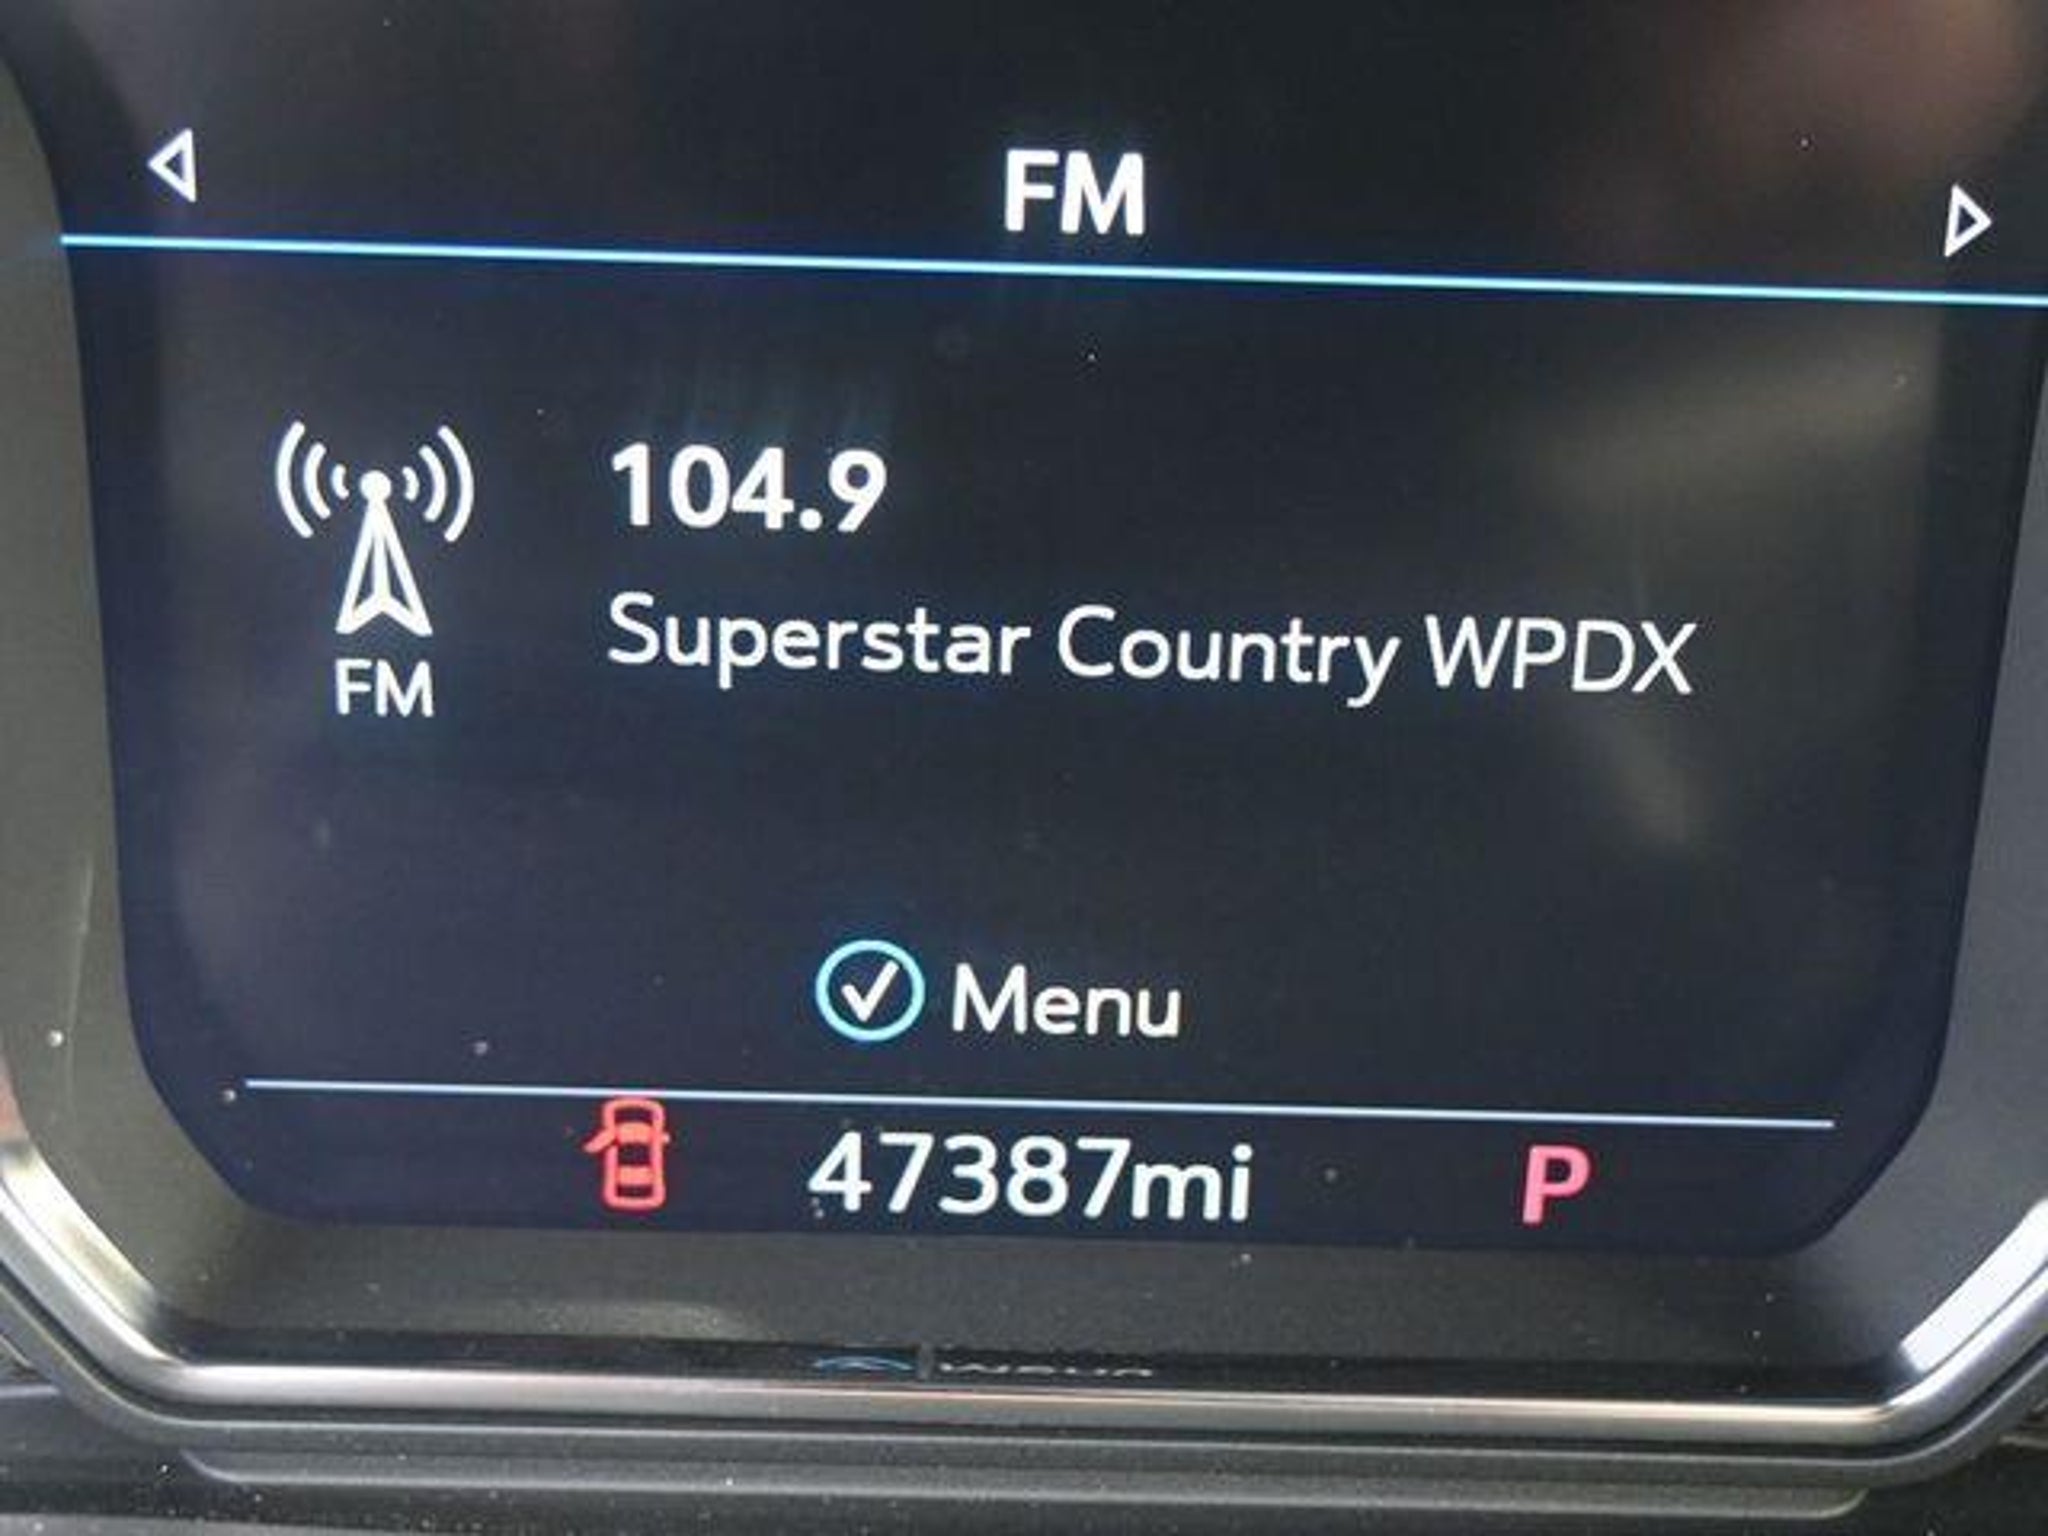 FM
104.9
Superstar Country WPDX
FM
Menu
47387mi
P